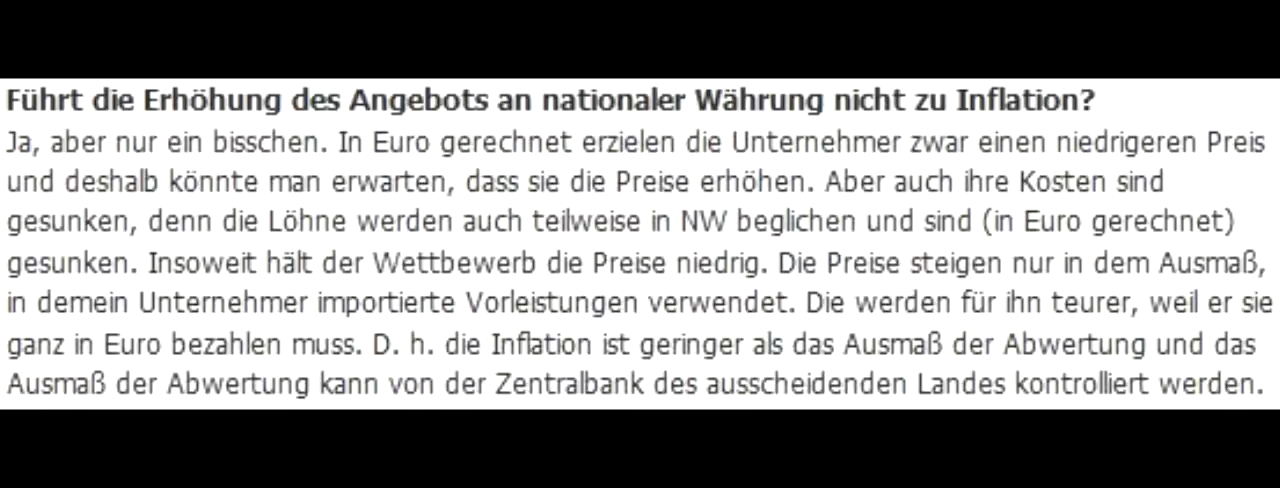 Führt die Erhöhung des Angebots an nationaler Währung nicht zu Inflation?
Ja, aber nur ein bisschen. In Euro gerechnet erzielen die Unternehmer zwar einen niedrigeren Preis
und deshalb könnte man erwarten, dass sie die Preise erhöhen. Aber auch ihre Kosten sind
gesunken, denn die Löhne werden auch teilweise in NW beglichen und sind (in Euro gerechnet)
gesunken. Insoweit hält der Wettbewerb die Preise niedrig. Die Preise steigen nur in dem Ausmaß,
in demein Unternehmer importierte Vorleistungen verwendet. Die werden für ihn teurer, weil er sie
ganz in Euro bezahlen muss. D. h. die Inflation ist geringer als das Ausmaß der Abwertung und das
Ausmaß der Abwertung kann von der Zentralbank des ausscheidenden Landes kontrolliert werden.